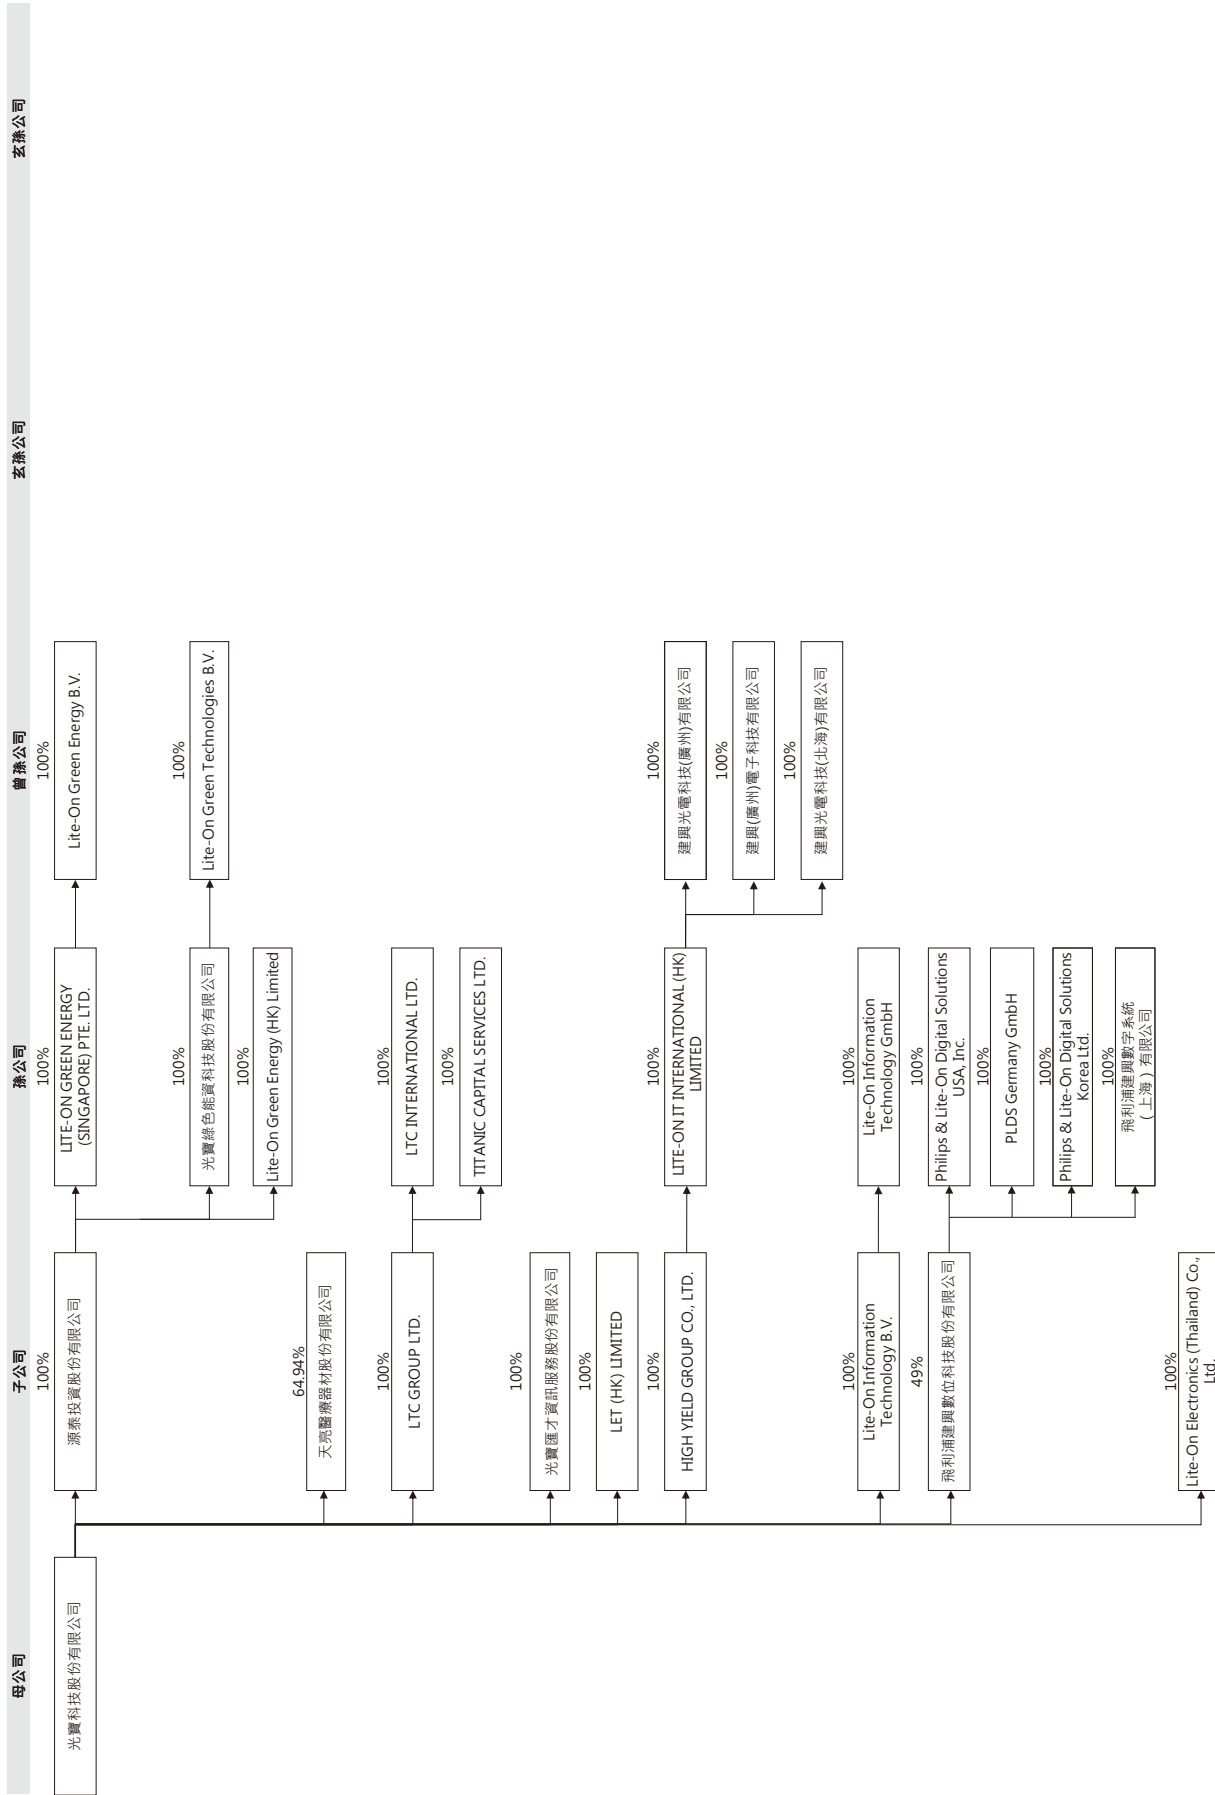 母公司
子公司
孫公司
曾孫公司
玄孫公司
玄孫公司
光寶科技股份有限公司
100%
源泰投資股份有限公司
100%
LITE-ON GREEN ENERGY
(SINGAPORE) PTE. LTD.
100%
Lite-On Green Energy B.V.
100%
光寶綠色能資科技股份有限公司
100%
Lite-On Green Technologies B.V.
100%
Lite-On Green Energy (HK) Limited
64.94%
天亮醫療器材股份有限公司
100%
LTC GROUP LTD.
100%
LTC INTERNATIONAL LTD.
100%
TITANIC CAPITAL SERVICES LTD.
100%
光寶匯才資訊服務股份有限公司
100%
LET (HK) LIMITED
100%
HIGH YIELD GROUP CO., LTD.
100%
LITE-ON IT INTERNATIONAL (HK)
LIMITED
100%
建興光電科技(廣州)有限公司
100%
建興(廣州)電子科技有限公司
100%
建興光電科技(北海)有限公司
100%
Lite-On Information
Technology B.V.
100%
Lite-On Information
Technology GmbH
49%
飛利浦建興數位科技股份有限公司
100%
Philips & Lite-On Digital Solutions
USA, Inc.
100%
PLDS Germany GmbH
100%
Philips & Lite-On Digital Solutions
Korea Ltd.
100%
飛利浦建興數字系統
（上海）有限公司
100%
Lite-On Electronics (Thailand) Co.,
Ltd.